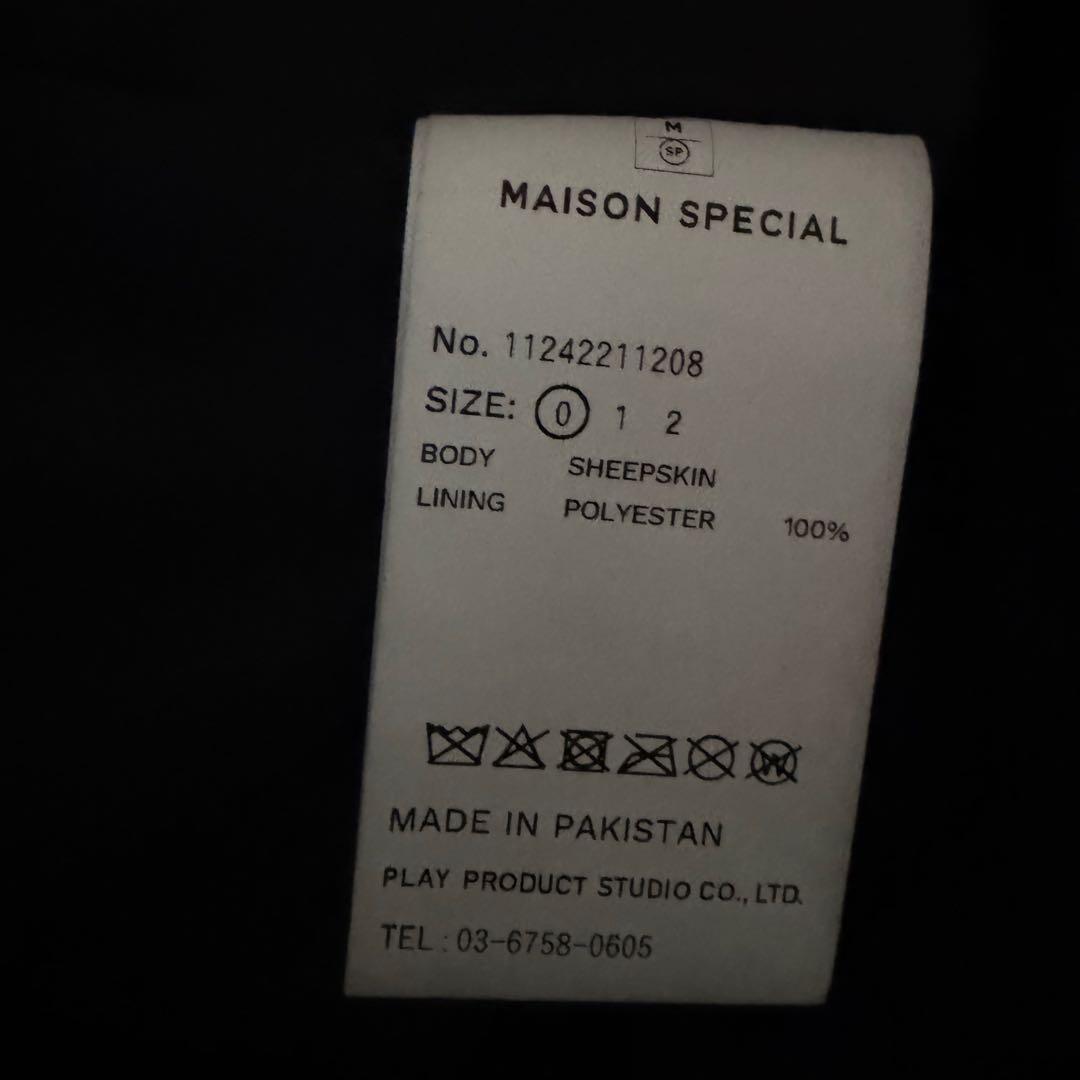 M
SP
MAISON SPECIAL
No. 11242211208
SIZE: 0 1 2
BODY SHEEPSKIN
LINING POLYESTER 100%
W
MADE IN PAKISTAN
PLAY PRODUCT STUDIO CO., LTD.
TEL : 03-6758-0605